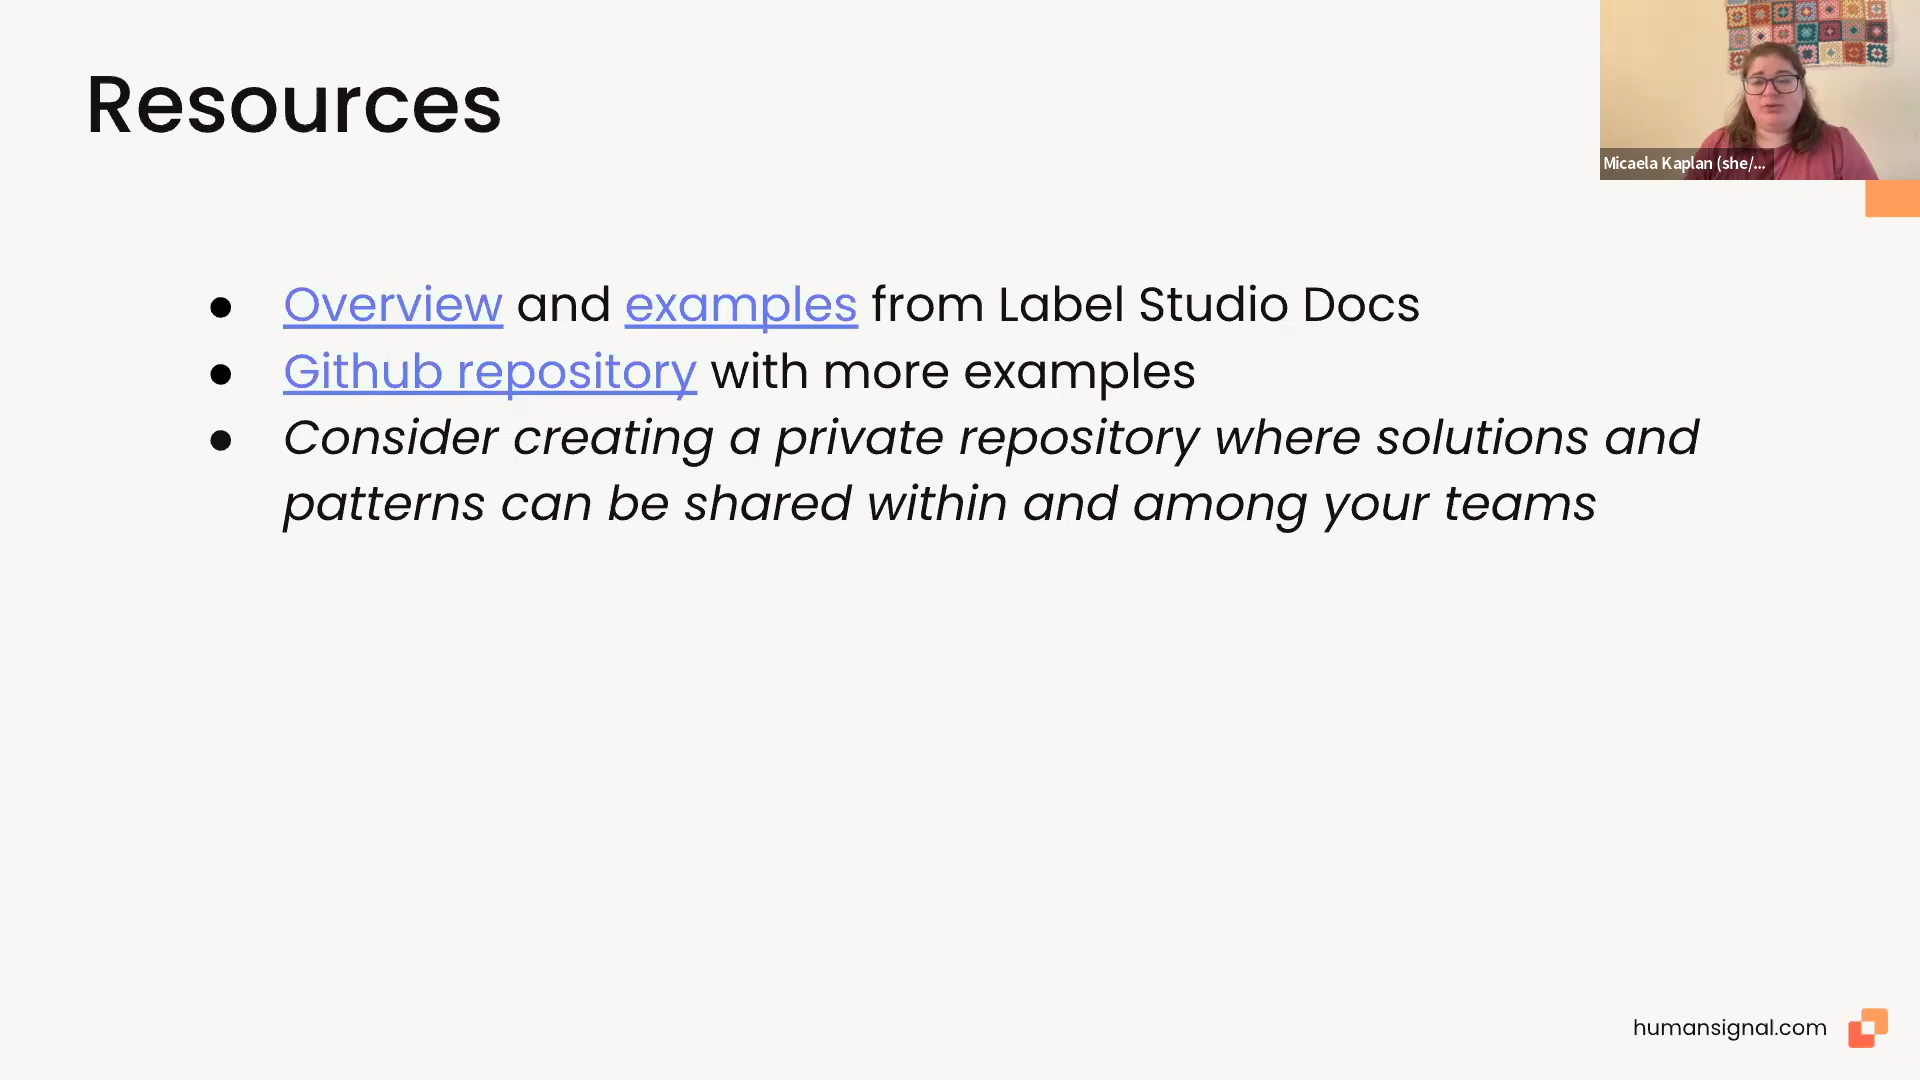 Resources
Micaela Kaplan (she/...
● Overview and examples from Label Studio Docs
● Github repository with more examples
● Consider creating a private repository where solutions and
patterns can be shared within and among your teams
humansignal.com